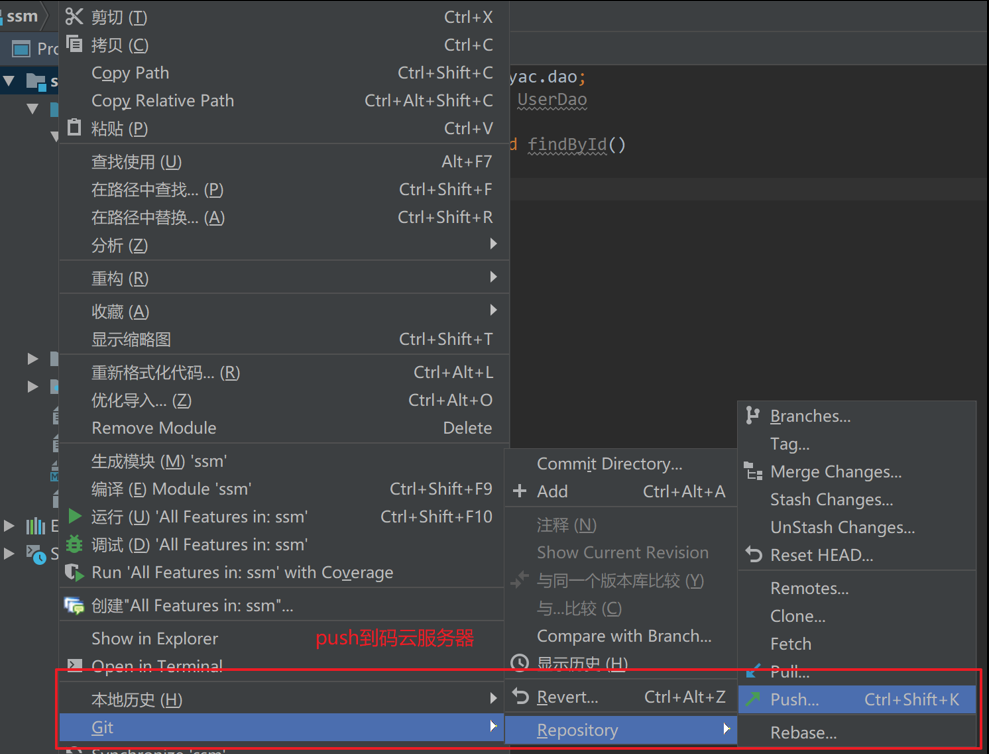 ssm
剪切 (T) Ctrl+X
拷贝 (C) Ctrl+C
Copy Path Ctrl+Shift+C
Copy Relative Path Ctrl+Alt+Shift+C
粘贴 (P) Ctrl+V
查找使用 (U) Alt+F7
在路径中查找... (P) Ctrl+Shift+F
在路径中替换... (A) Ctrl+Shift+R
分析 (Z)
重构 (R)
收藏 (A)
显示缩略图 Ctrl+Shift+T
重新格式化代码... (R) Ctrl+Alt+L
优化导入... (Z) Ctrl+Alt+O
Remove Module Delete
生成模块 (M) 'ssm'
编译 (E) Module 'ssm' Ctrl+Shift+F9
运行 (U) 'All Features in: ssm' Ctrl+Shift+F10
调试 (D) 'All Features in: ssm'
Run 'All Features in: ssm' with Coverage
创建"All Features in: ssm"...
Show in Explorer
Open in Terminal
本地历史 (H)
Git
Synchronize 'ssm'
push到码云服务器
yac.dao;
UserDao
d findById()
Commit Directory...
Add Ctrl+Alt+A
注释 (N)
Show Current Revision
与同一个版本库比较 (Y)
与...比较 (C)
Compare with Branch...
显示历史 (H)
Revert... Ctrl+Alt+Z
Repository
Branches...
Tag...
Merge Changes...
Stash Changes...
UnStash Changes...
Reset HEAD...
Remotes...
Clone...
Fetch
Pull...
Push... Ctrl+Shift+K
Rebase...